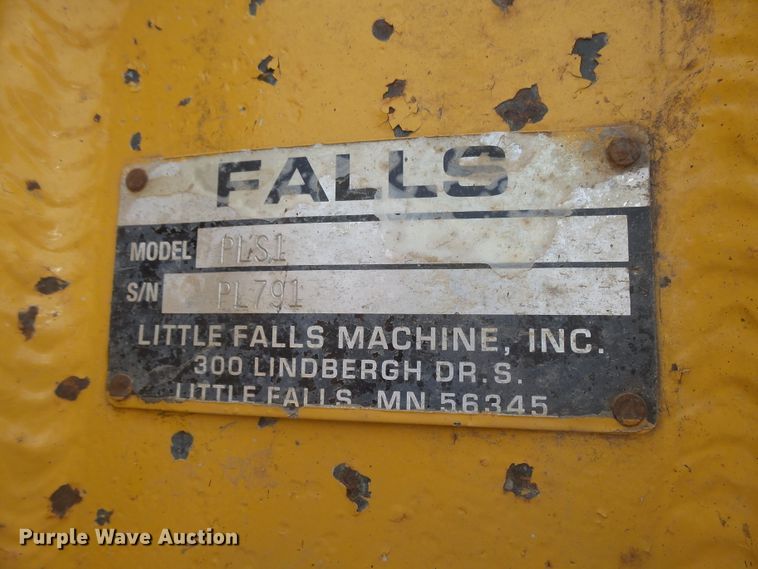 FALLS
MODEL PLS1
S/N PL791
LITTLE FALLS MACHINE, INC.
300 LINDBERGH DR. S.
LITTLE FALLS, MN 56345
Purple Wave Auction